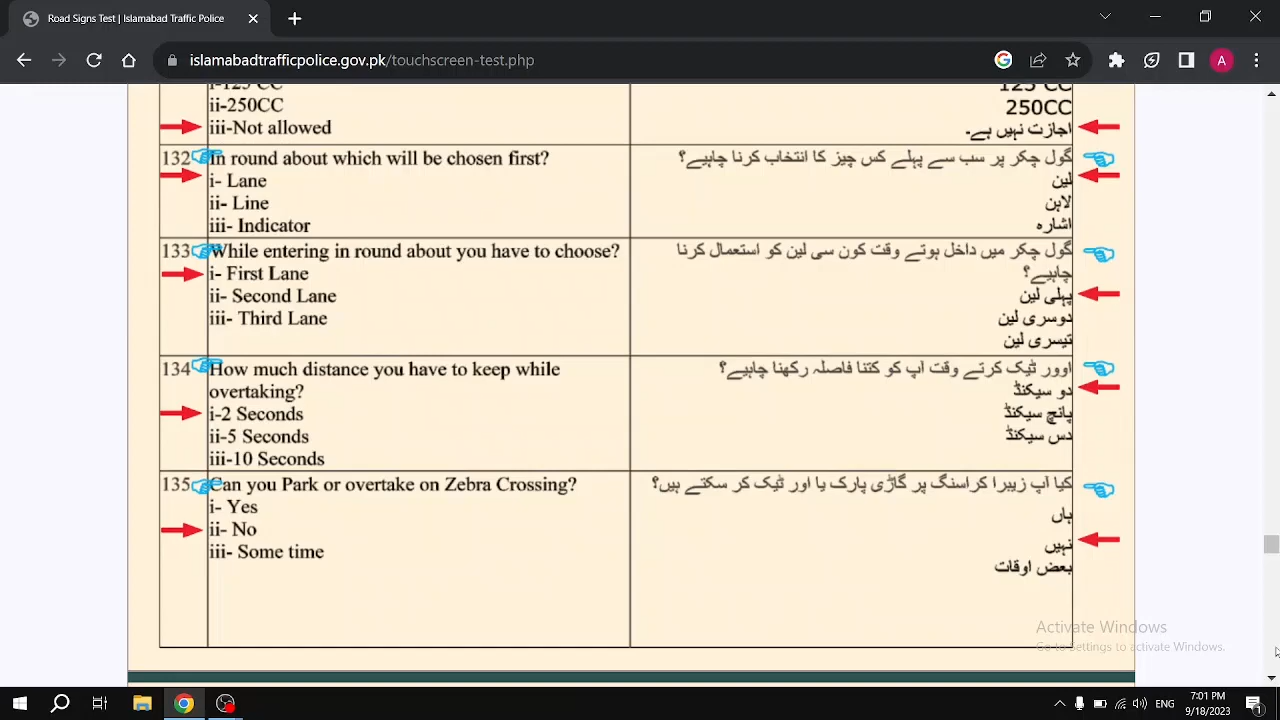 Road Signs Test | Islamabad Traffic Police
islamabadtrafficpolice.gov.pk/touchscreen-test.php
A
i-125 CC
125 CC
ii-250CC
250CC
iii-Not allowed
اجازت نہیں ہے۔
132
In round about which will be chosen first?
i- Lane
ii- Line
iii- Indicator
گول چکر پر سب سے پہلے کس چیز کا انتخاب کرنا چاہیے؟
لین
لاہن
اشارہ
133
While entering in round about you have to choose?
i- First Lane
ii- Second Lane
iii- Third Lane
گول چکر میں داخل ہوتے وقت کون سی لین کو استعمال کرنا
چاہیے؟
پہلی لین
دوسری لین
تیسری لین
134
How much distance you have to keep while
overtaking?
i-2 Seconds
ii-5 Seconds
iii-10 Seconds
اوور ٹیک کرتے وقت آپ کو کتنا فاصلہ رکھنا چاہیے؟
دو سیکنڈ
پانچ سیکنڈ
دس سیکنڈ
135
Can you Park or overtake on Zebra Crossing?
i- Yes
ii- No
iii- Some time
کیا آپ زیبرا کراسنگ پر گاڑی پارک یا اور ٹیک کر سکتے ہیں؟
ہاں
نہیں
بعض اوقات
Activate Windows
Go to Settings to activate Windows.
ENG
7:01 PM
9/18/2023